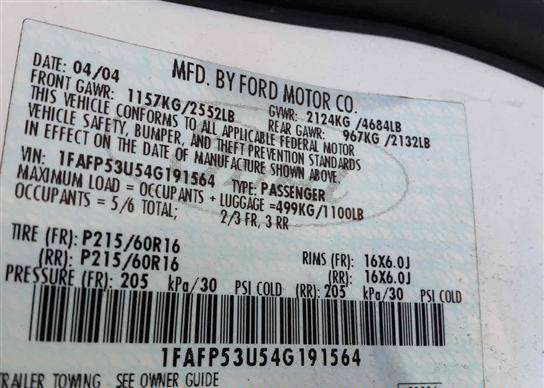 DATE: 04/04 MFD. BY FORD MOTOR CO.
FRONT GAWR: 1157KG/2552LB GVWR: 2124KG /4684LB
REAR GAWR: 967KG /2132LB
THIS VEHICLE CONFORMS TO ALL APPLICABLE FEDERAL MOTOR
VEHICLE SAFETY, BUMPER, AND THEFT PREVENTION STANDARDS
IN EFFECT ON THE DATE OF MANUFACTURE SHOWN ABOVE.
VIN: 1FAFP53U54G191564 TYPE: PASSENGER
MAXIMUM LOAD = OCCUPANTS + LUGGAGE =499KG/1100LB
OCCUPANTS = 5/6 TOTAL; 2/3 FR, 3 RR
TIRE (FR): P215/60R16 RIMS (FR): 16X6.0J
(RR): P215/60R16 (RR): 16X6.0J
PRESSURE (FR): 205 kPa/30 PSI COLD (RR): 205 kPa/30 PSI COLD
1FAFP53U54G191564
TRAILER TOWING SEE OWNER GUIDE